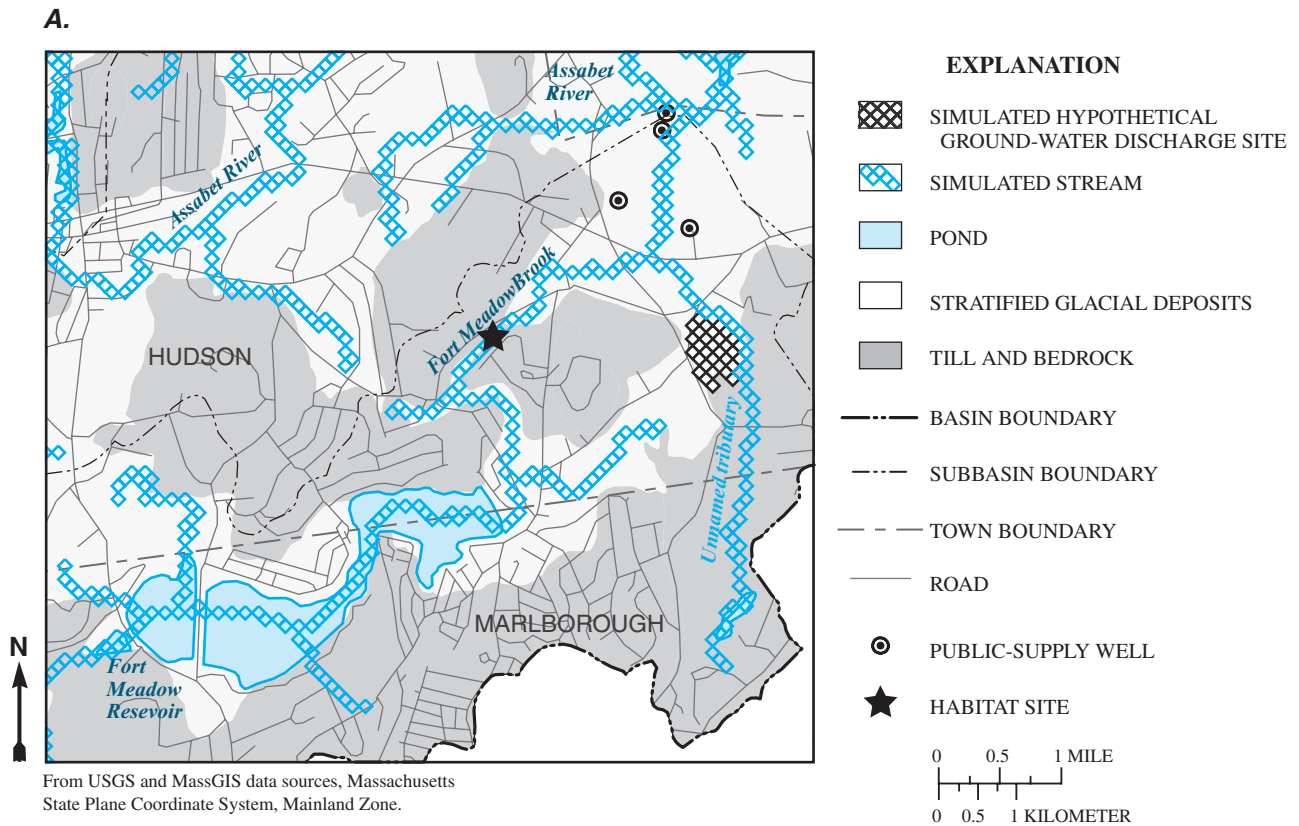 A.
Assabet
River
Assabet River
Fort MeadowBrook
HUDSON
Unnamed tributary
MARLBOROUGH
Fort
Meadow
Resevoir
N
From USGS and MassGIS data sources, Massachusetts
State Plane Coordinate System, Mainland Zone.
EXPLANATION
SIMULATED HYPOTHETICAL
GROUND-WATER DISCHARGE SITE
SIMULATED STREAM
POND
STRATIFIED GLACIAL DEPOSITS
TILL AND BEDROCK
BASIN BOUNDARY
SUBBASIN BOUNDARY
TOWN BOUNDARY
ROAD
PUBLIC-SUPPLY WELL
HABITAT SITE
0 0.5 1 MILE
0 0.5 1 KILOMETER